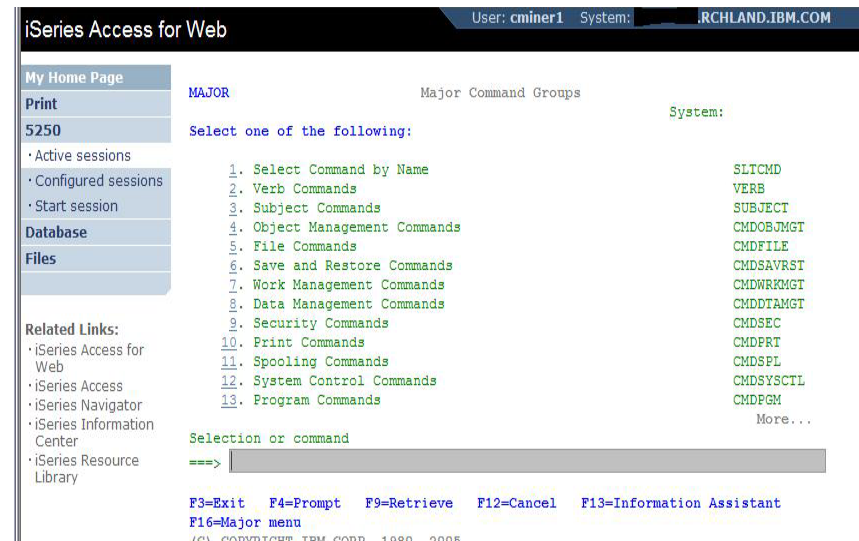 iSeries Access for Web
User: cminer1 System: .RCHLAND.IBM.COM
My Home Page
Print
5250
· Active sessions
· Configured sessions
· Start session
Database
Files
Related Links:
· iSeries Access for
Web
· iSeries Access
· iSeries Navigator
· iSeries Information
Center
· iSeries Resource
Library
MAJOR Major Command Groups
System:
Select one of the following:
1. Select Command by Name SLTCMD
2. Verb Commands VERB
3. Subject Commands SUBJECT
4. Object Management Commands CMDOBJMGT
5. File Commands CMDFILE
6. Save and Restore Commands CMDSAVRST
7. Work Management Commands CMDWRKMGT
8. Data Management Commands CMDDTAMGT
9. Security Commands CMDSEC
10. Print Commands CMDPRT
11. Spooling Commands CMDSPL
12. System Control Commands CMDSYSCTL
13. Program Commands CMDPGM
More...
Selection or command
===>
F3=Exit F4=Prompt F9=Retrieve F12=Cancel F13=Information Assistant
F16=Major menu
(C) COPYRIGHT IBM CORP. 1980, 2005.